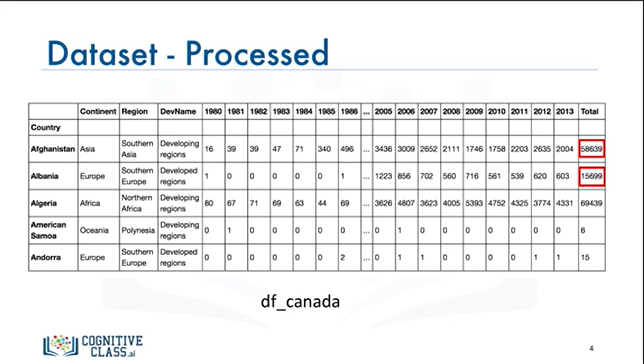 Dataset - Processed
Continent Region DevName 1980 1981 1982 1983 1984 1985 1986 ... 2005 2006 2007 2008 2009 2010 2011 2012 2013 Total
Country
Afghanistan Asia Southern Asia Developing regions 16 39 39 47 71 340 496 ... 3436 3009 2652 2111 1746 1758 2203 2635 2004 58639
Albania Europe Southern Europe Developed regions 1 0 0 0 0 0 1 ... 1223 856 702 560 716 561 539 620 603 15699
Algeria Africa Northern Africa Developing regions 80 67 71 69 63 44 69 ... 3626 4807 3623 4005 5393 4752 4325 3774 4331 69439
American Samoa Oceania Polynesia Developing regions 0 1 0 0 0 0 0 ... 0 1 0 0 0 0 0 0 0 6
Andorra Europe Southern Europe Developed regions 0 0 0 0 0 0 2 ... 0 1 1 0 0 0 0 1 1 15
df_canada
COGNITIVE
CLASS.ai
4